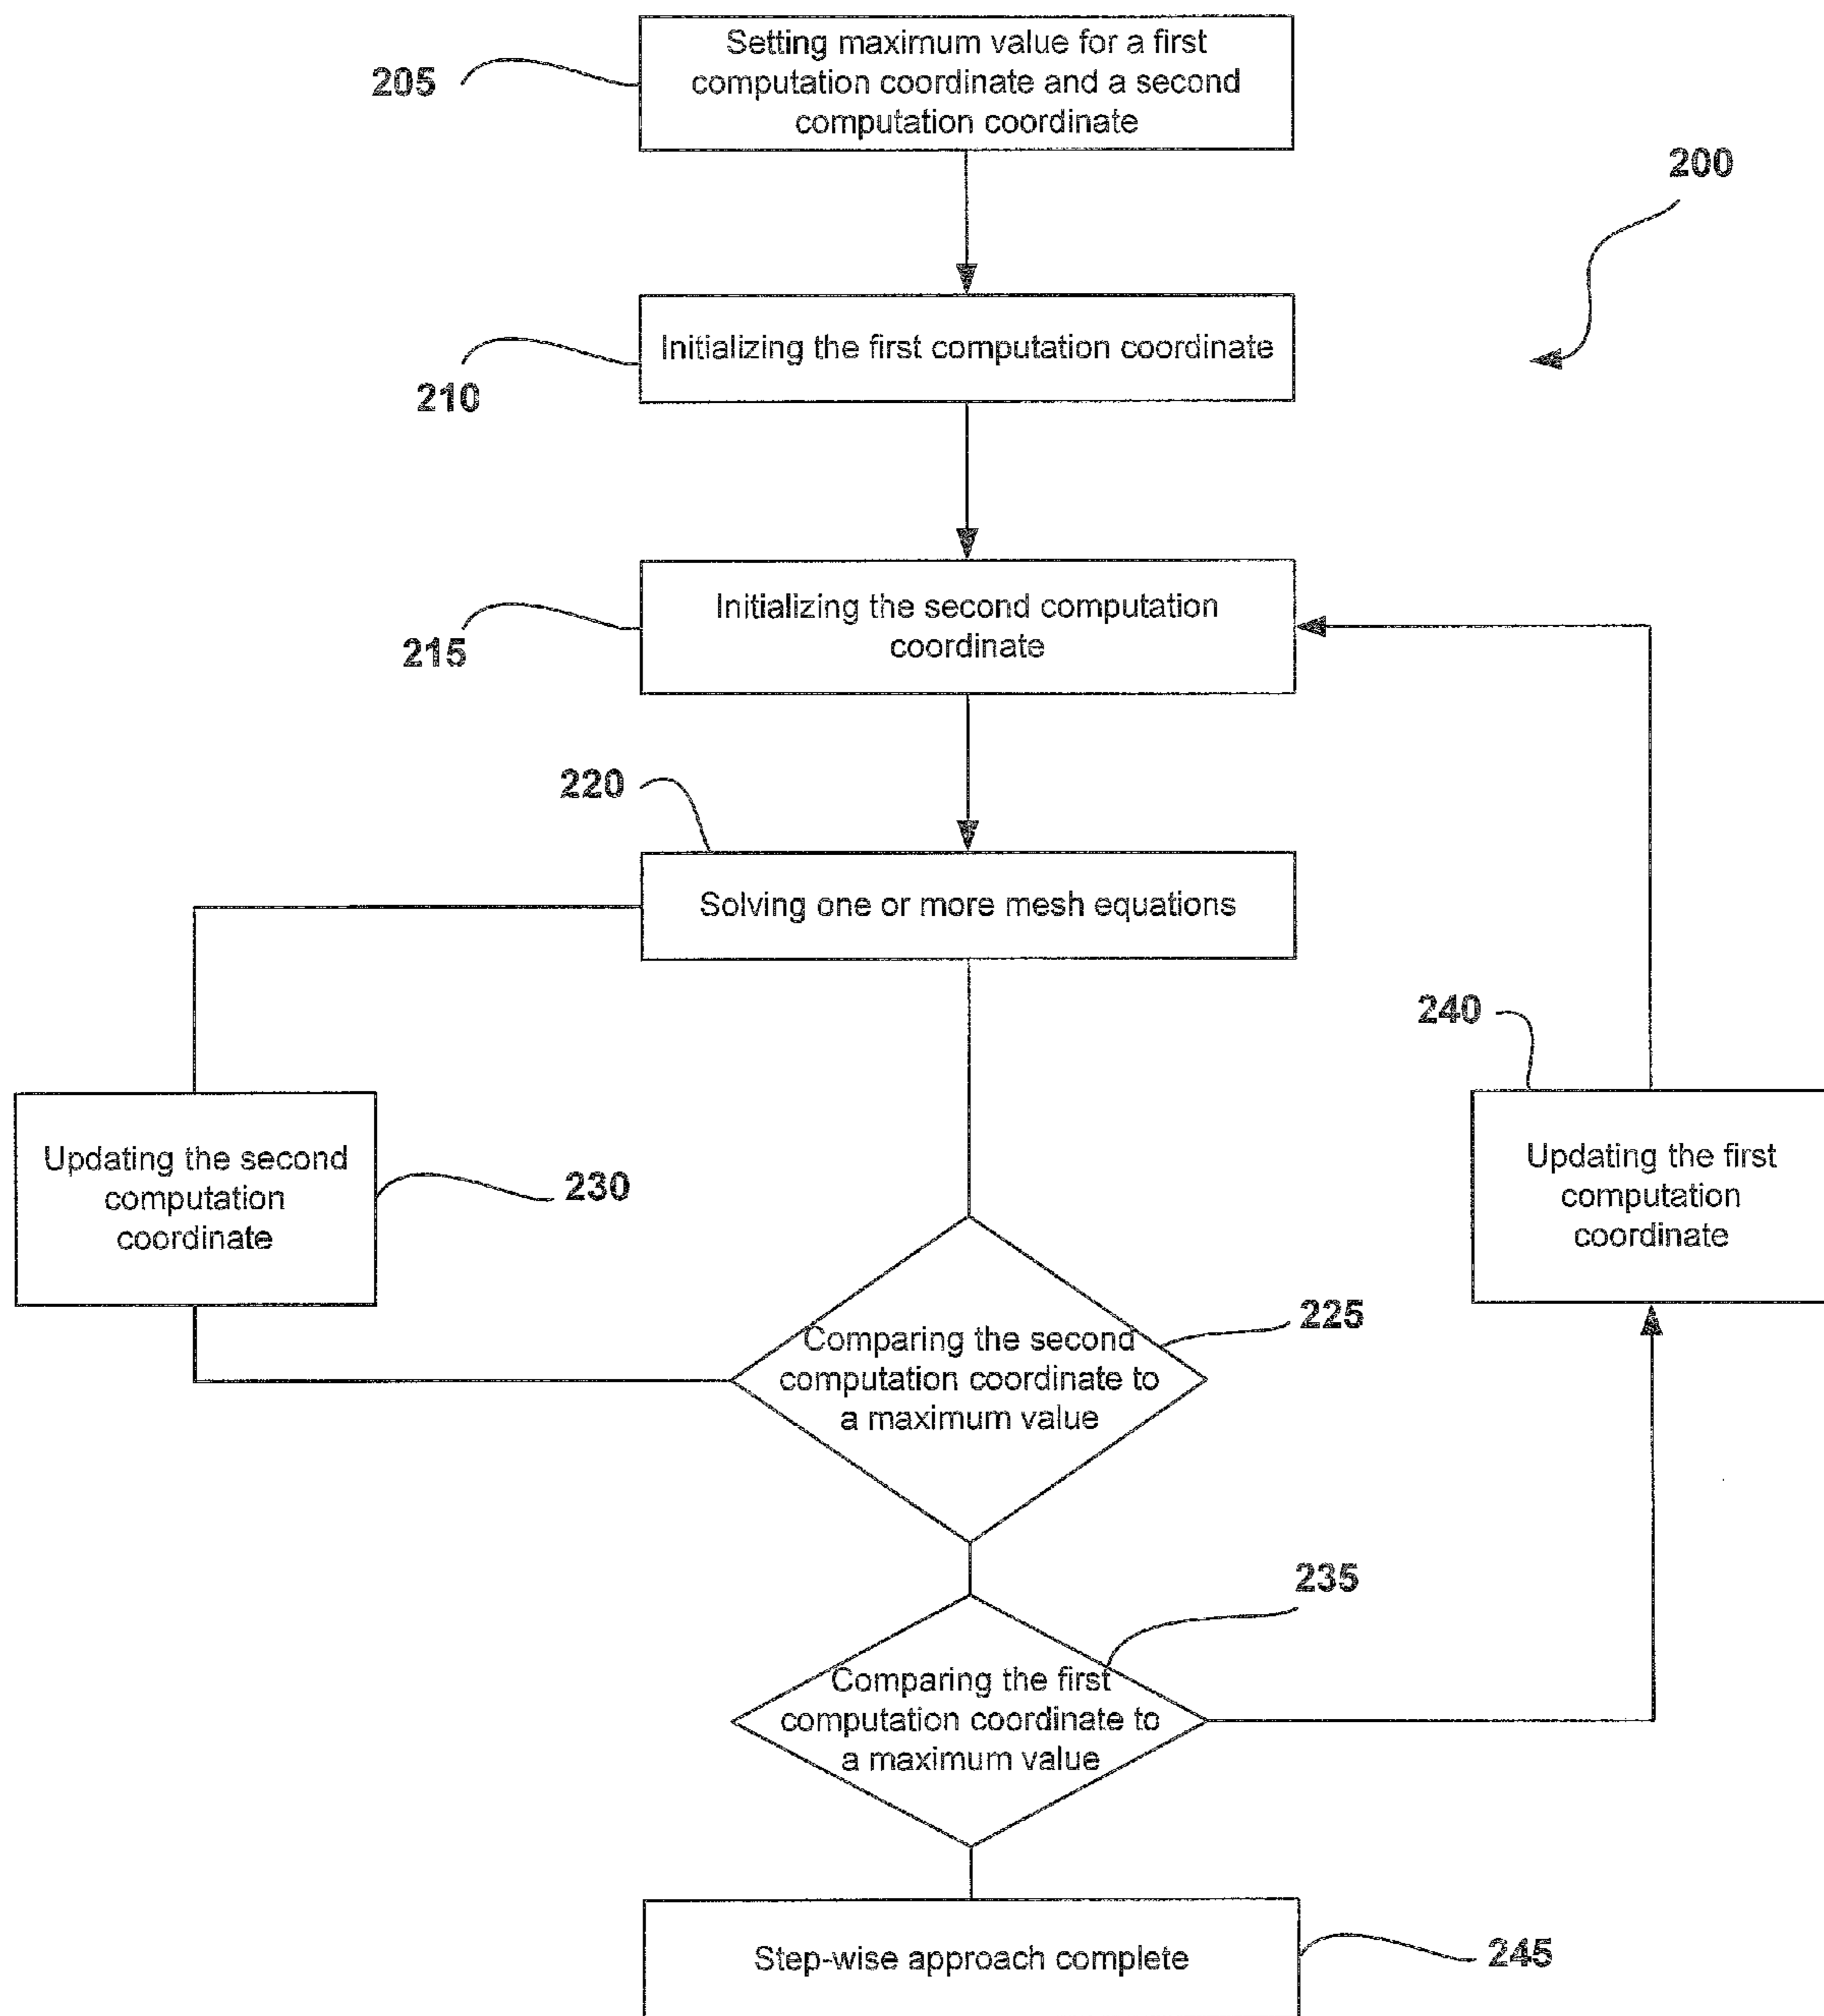 Setting maximum value for a first
computation coordinate and a second
computation coordinate
205
200
Initializing the first computation coordinate
210
Initializing the second computation
coordinate
215
220
Solving one or more mesh equations
240
Updating the second
computation
coordinate
230
Updating the first
computation
coordinate
225
Comparing the second
computation coordinate to
a maximum value
235
Comparing the first
computation coordinate to
a maximum value
Step-wise approach complete
245